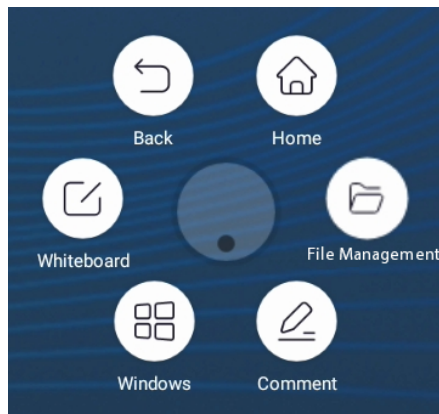 Back
Home
Whiteboard
File Management
Windows
Comment